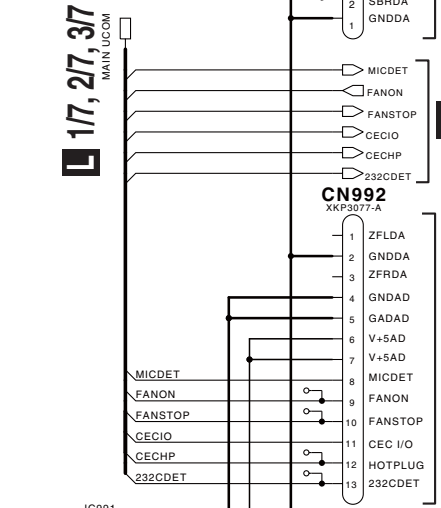 2 SBRDA
1 GNDDA
L 1/7, 2/7, 3/7
MAIN UCOM
MICDET
FANON
FANSTOP
CECIO
CECHP
232CDET
CN992
XKP3077-A
1 ZFLDA
2 GNDDA
3 ZFRDA
4 GNDAD
5 GADAD
6 V+5AD
7 V+5AD
MICDET 8 MICDET
FANON 9 FANON
FANSTOP 10 FANSTOP
CECIO 11 CEC I/O
CECHP 12 HOTPLUG
232CDET 13 232CDET